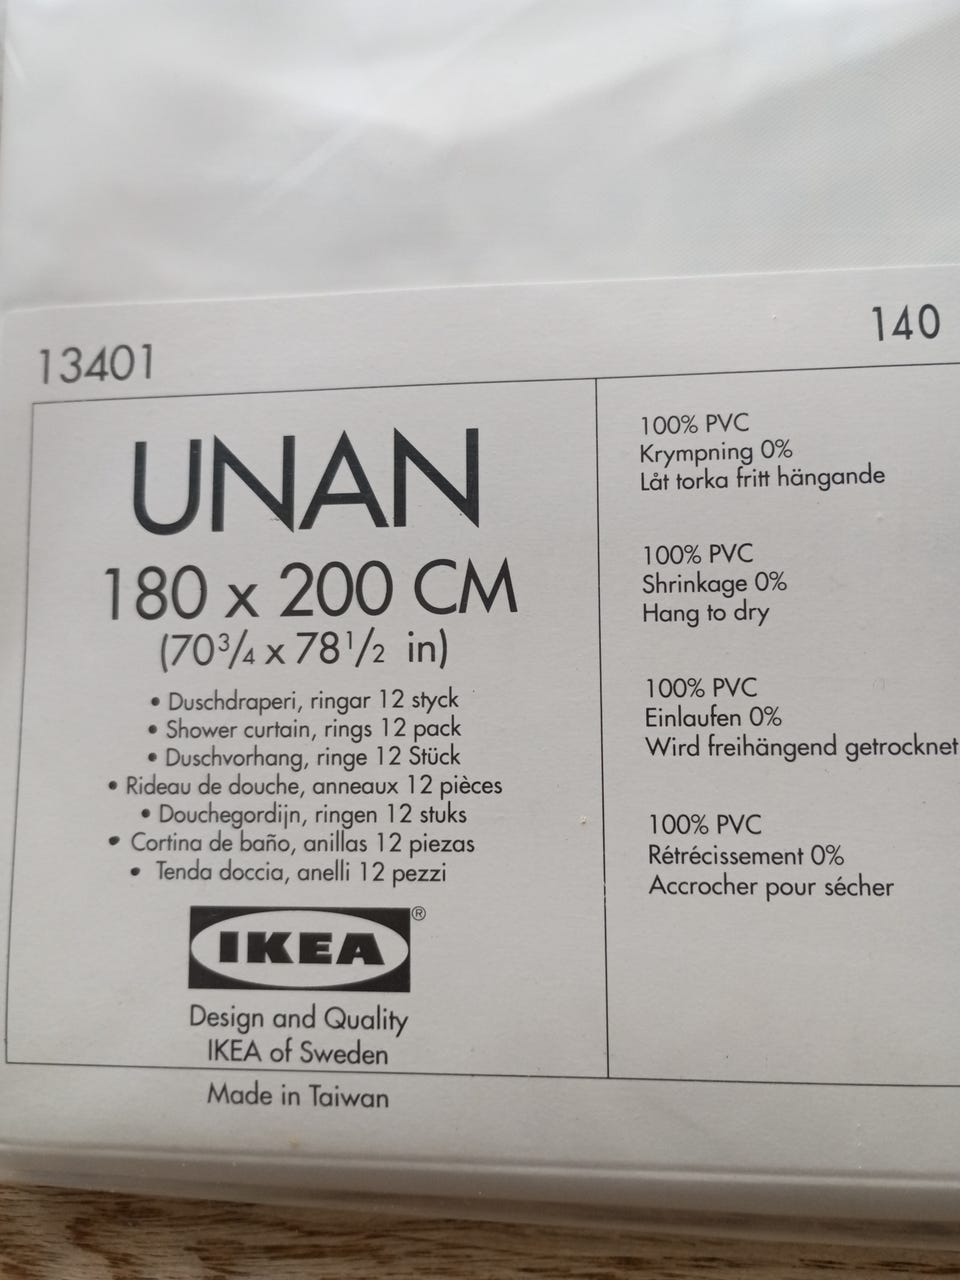 13401
140
UNAN
180 x 200 CM
(70 3/4 x 78 1/2 in)
• Duschdraperi, ringar 12 styck
• Shower curtain, rings 12 pack
• Duschvorhang, ringe 12 Stück
• Rideau de douche, anneaux 12 pièces
• Douchegordijn, ringen 12 stuks
• Cortina de baño, anillas 12 piezas
• Tenda doccia, anelli 12 pezzi
IKEA®
Design and Quality
IKEA of Sweden
Made in Taiwan
100% PVC
Krympning 0%
Låt torka fritt hängande
100% PVC
Shrinkage 0%
Hang to dry
100% PVC
Einlaufen 0%
Wird freihängend getrocknet
100% PVC
Rétrécissement 0%
Accrocher pour sécher